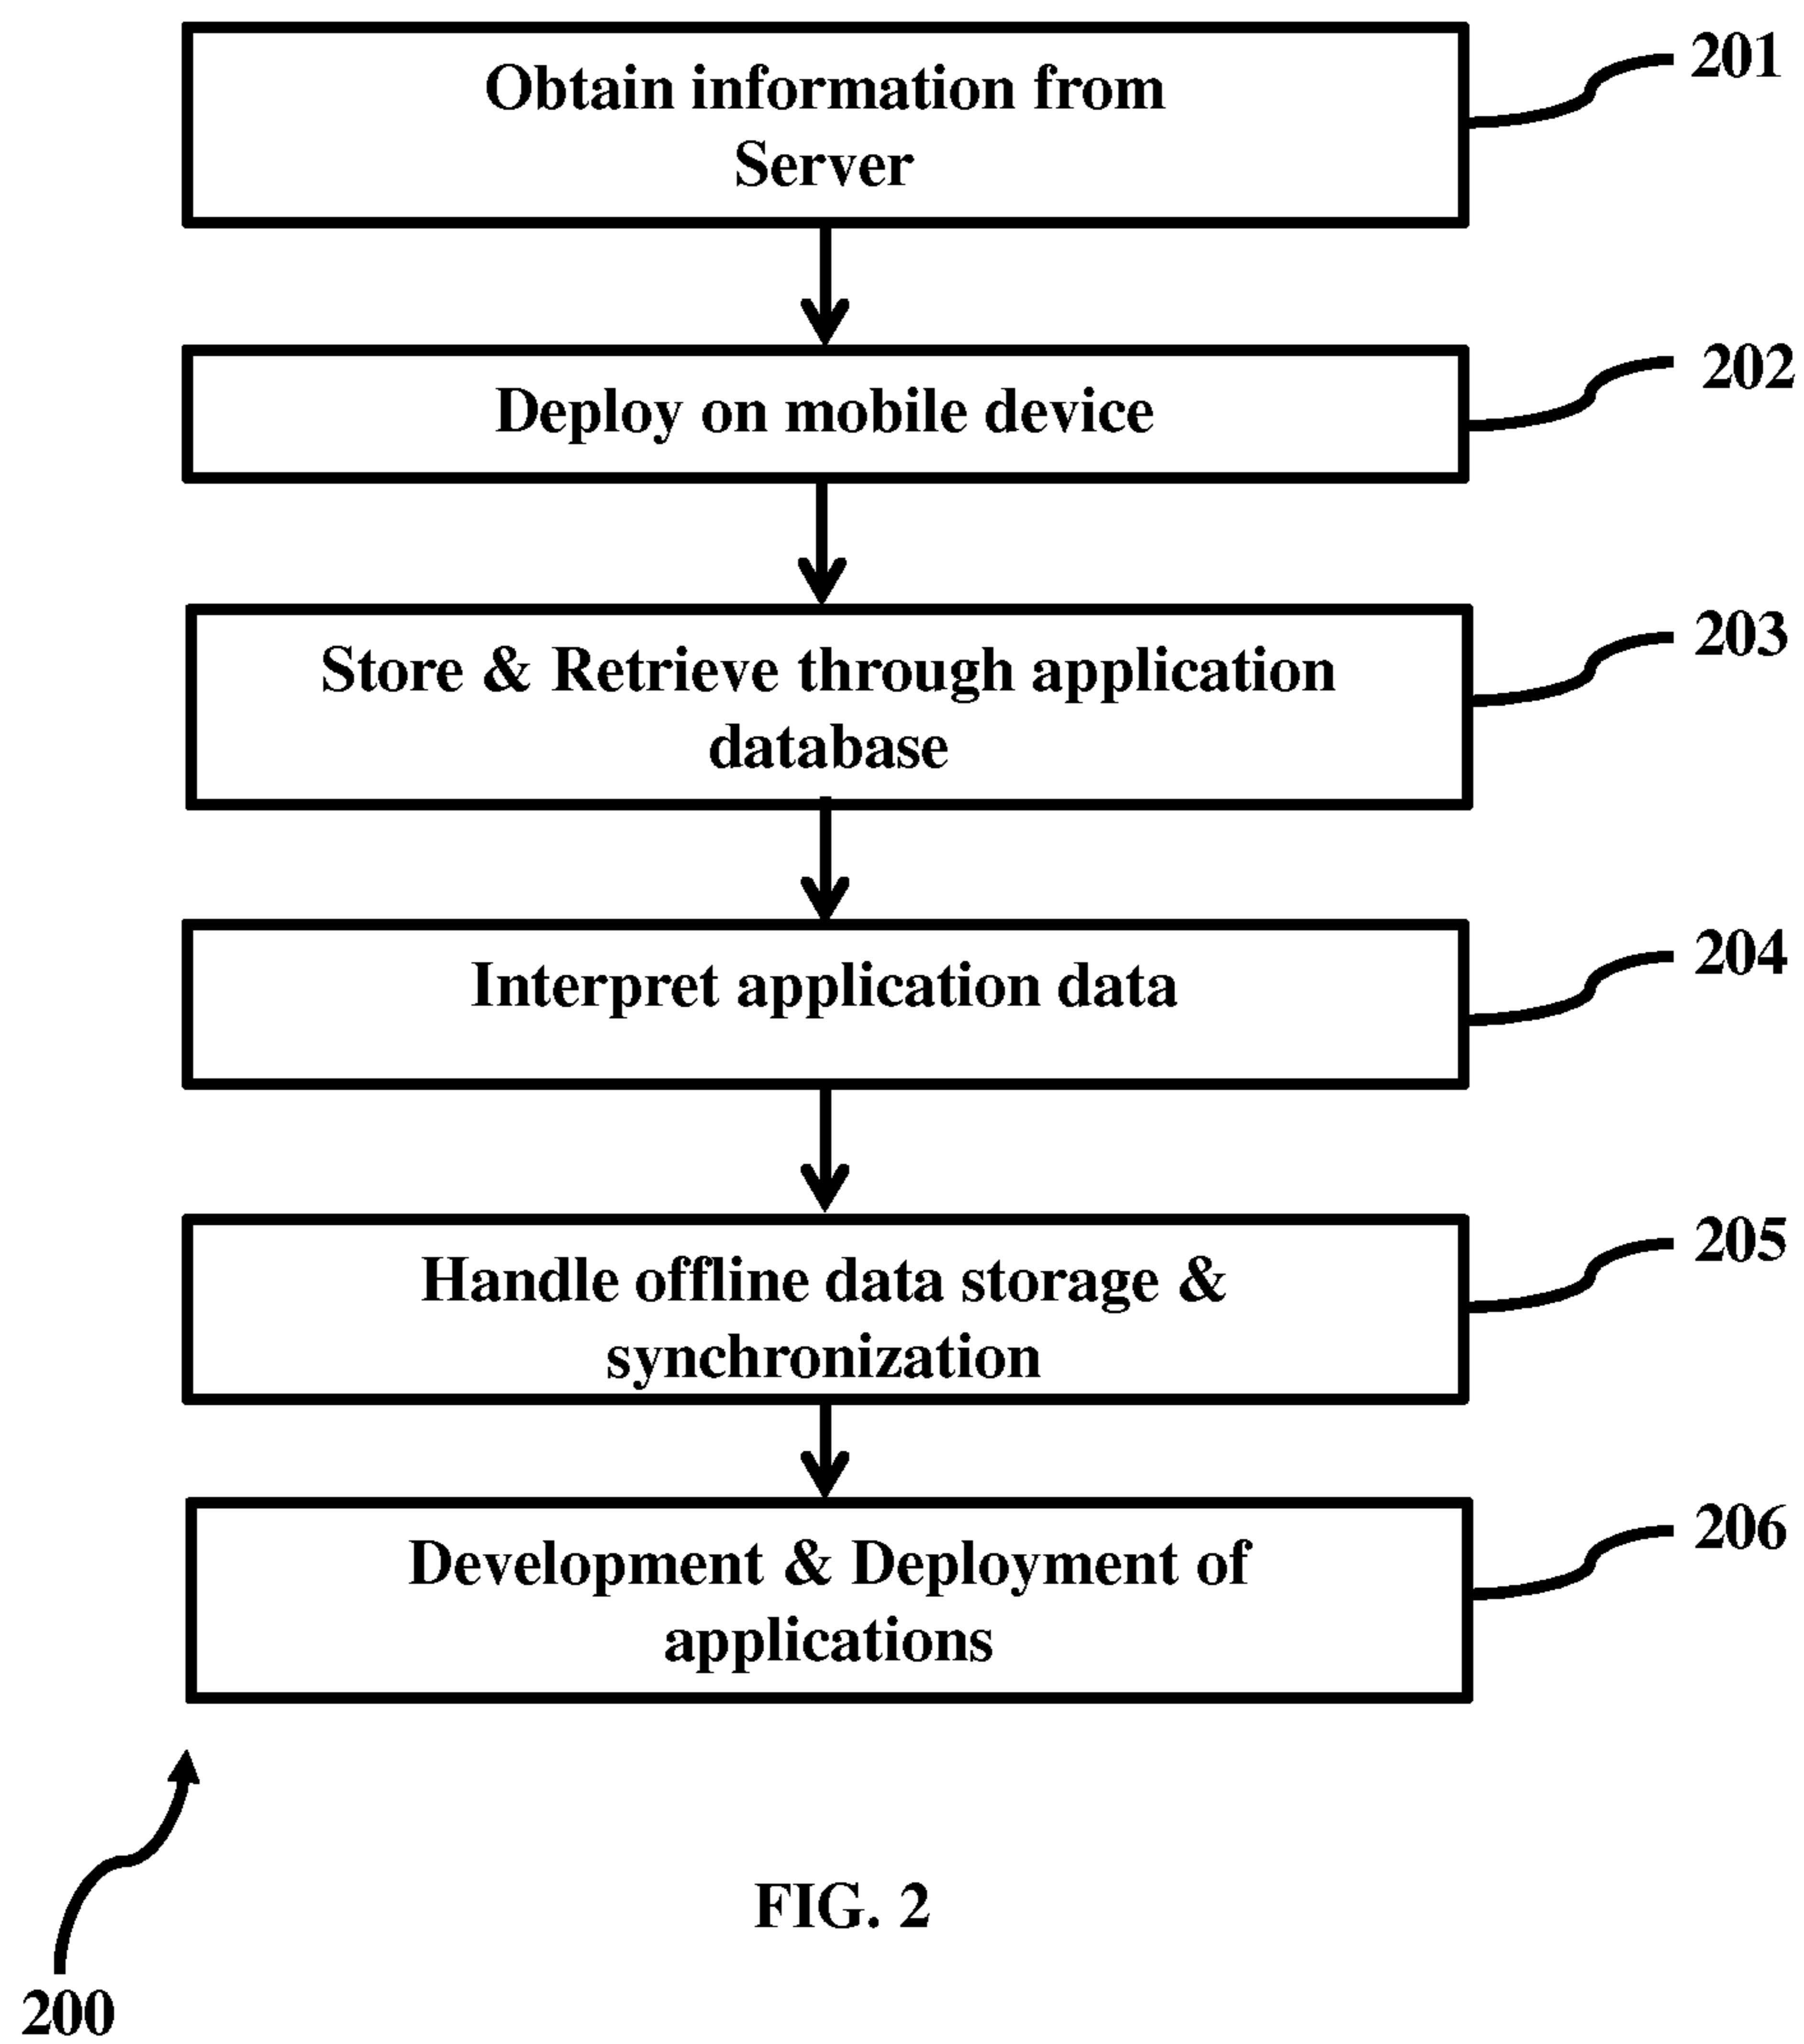 Obtain information from
Server
201
Deploy on mobile device
202
Store & Retrieve through application
database
203
Interpret application data
204
Handle offline data storage &
synchronization
205
Development & Deployment of
applications
206
FIG. 2
200